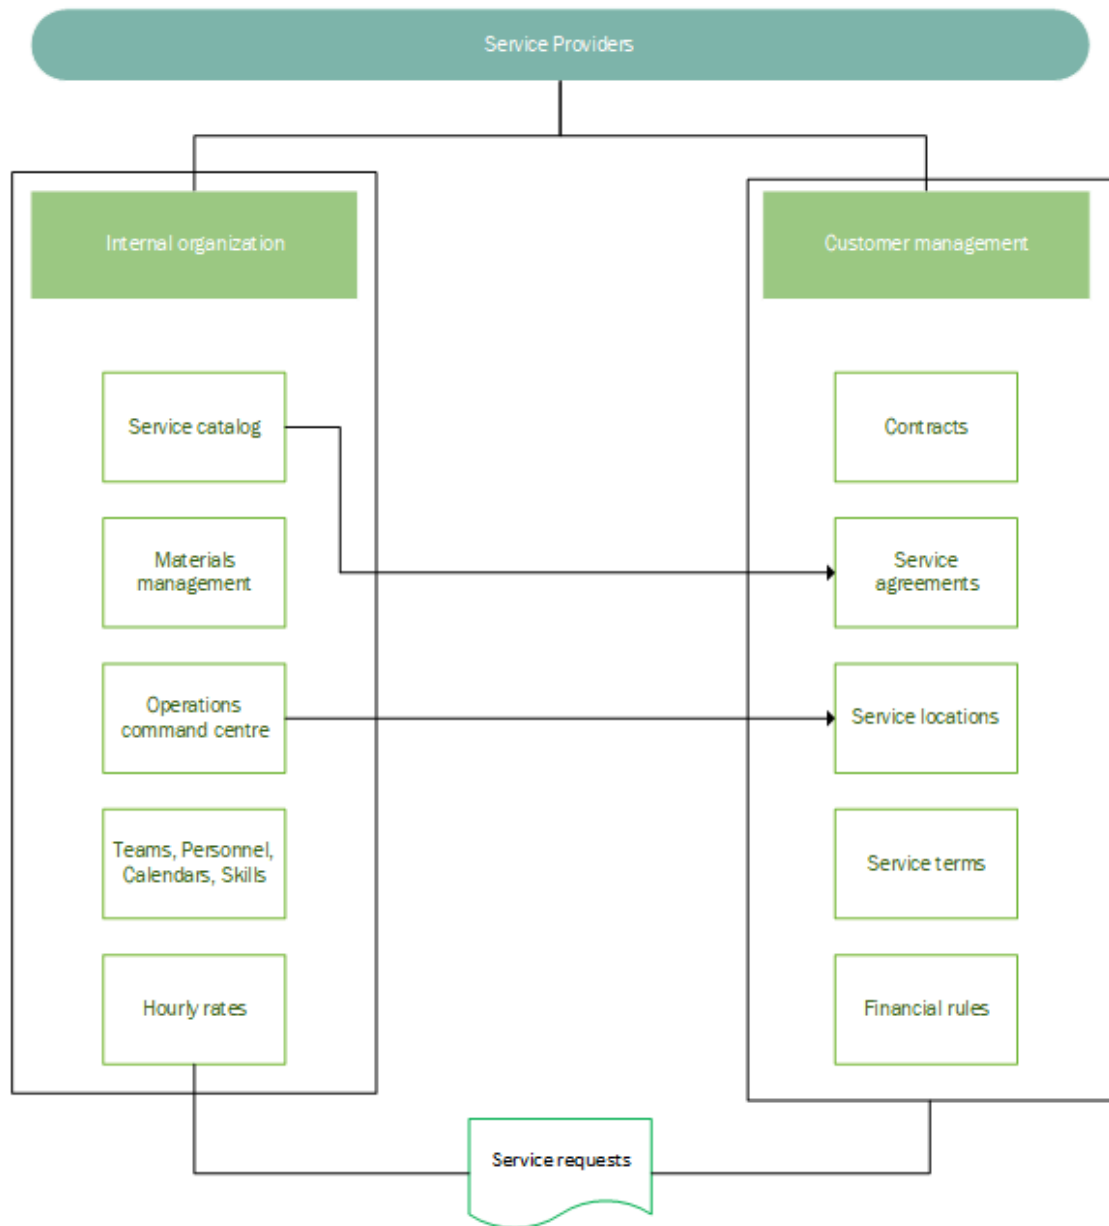 Service Providers
Internal organization
Customer management
Service catalog
Contracts
Materials
management
Service
agreements
Operations
command centre
Service locations
Teams, Personnel,
Calendars, Skills
Service terms
Hourly rates
Financial rules
Service requests